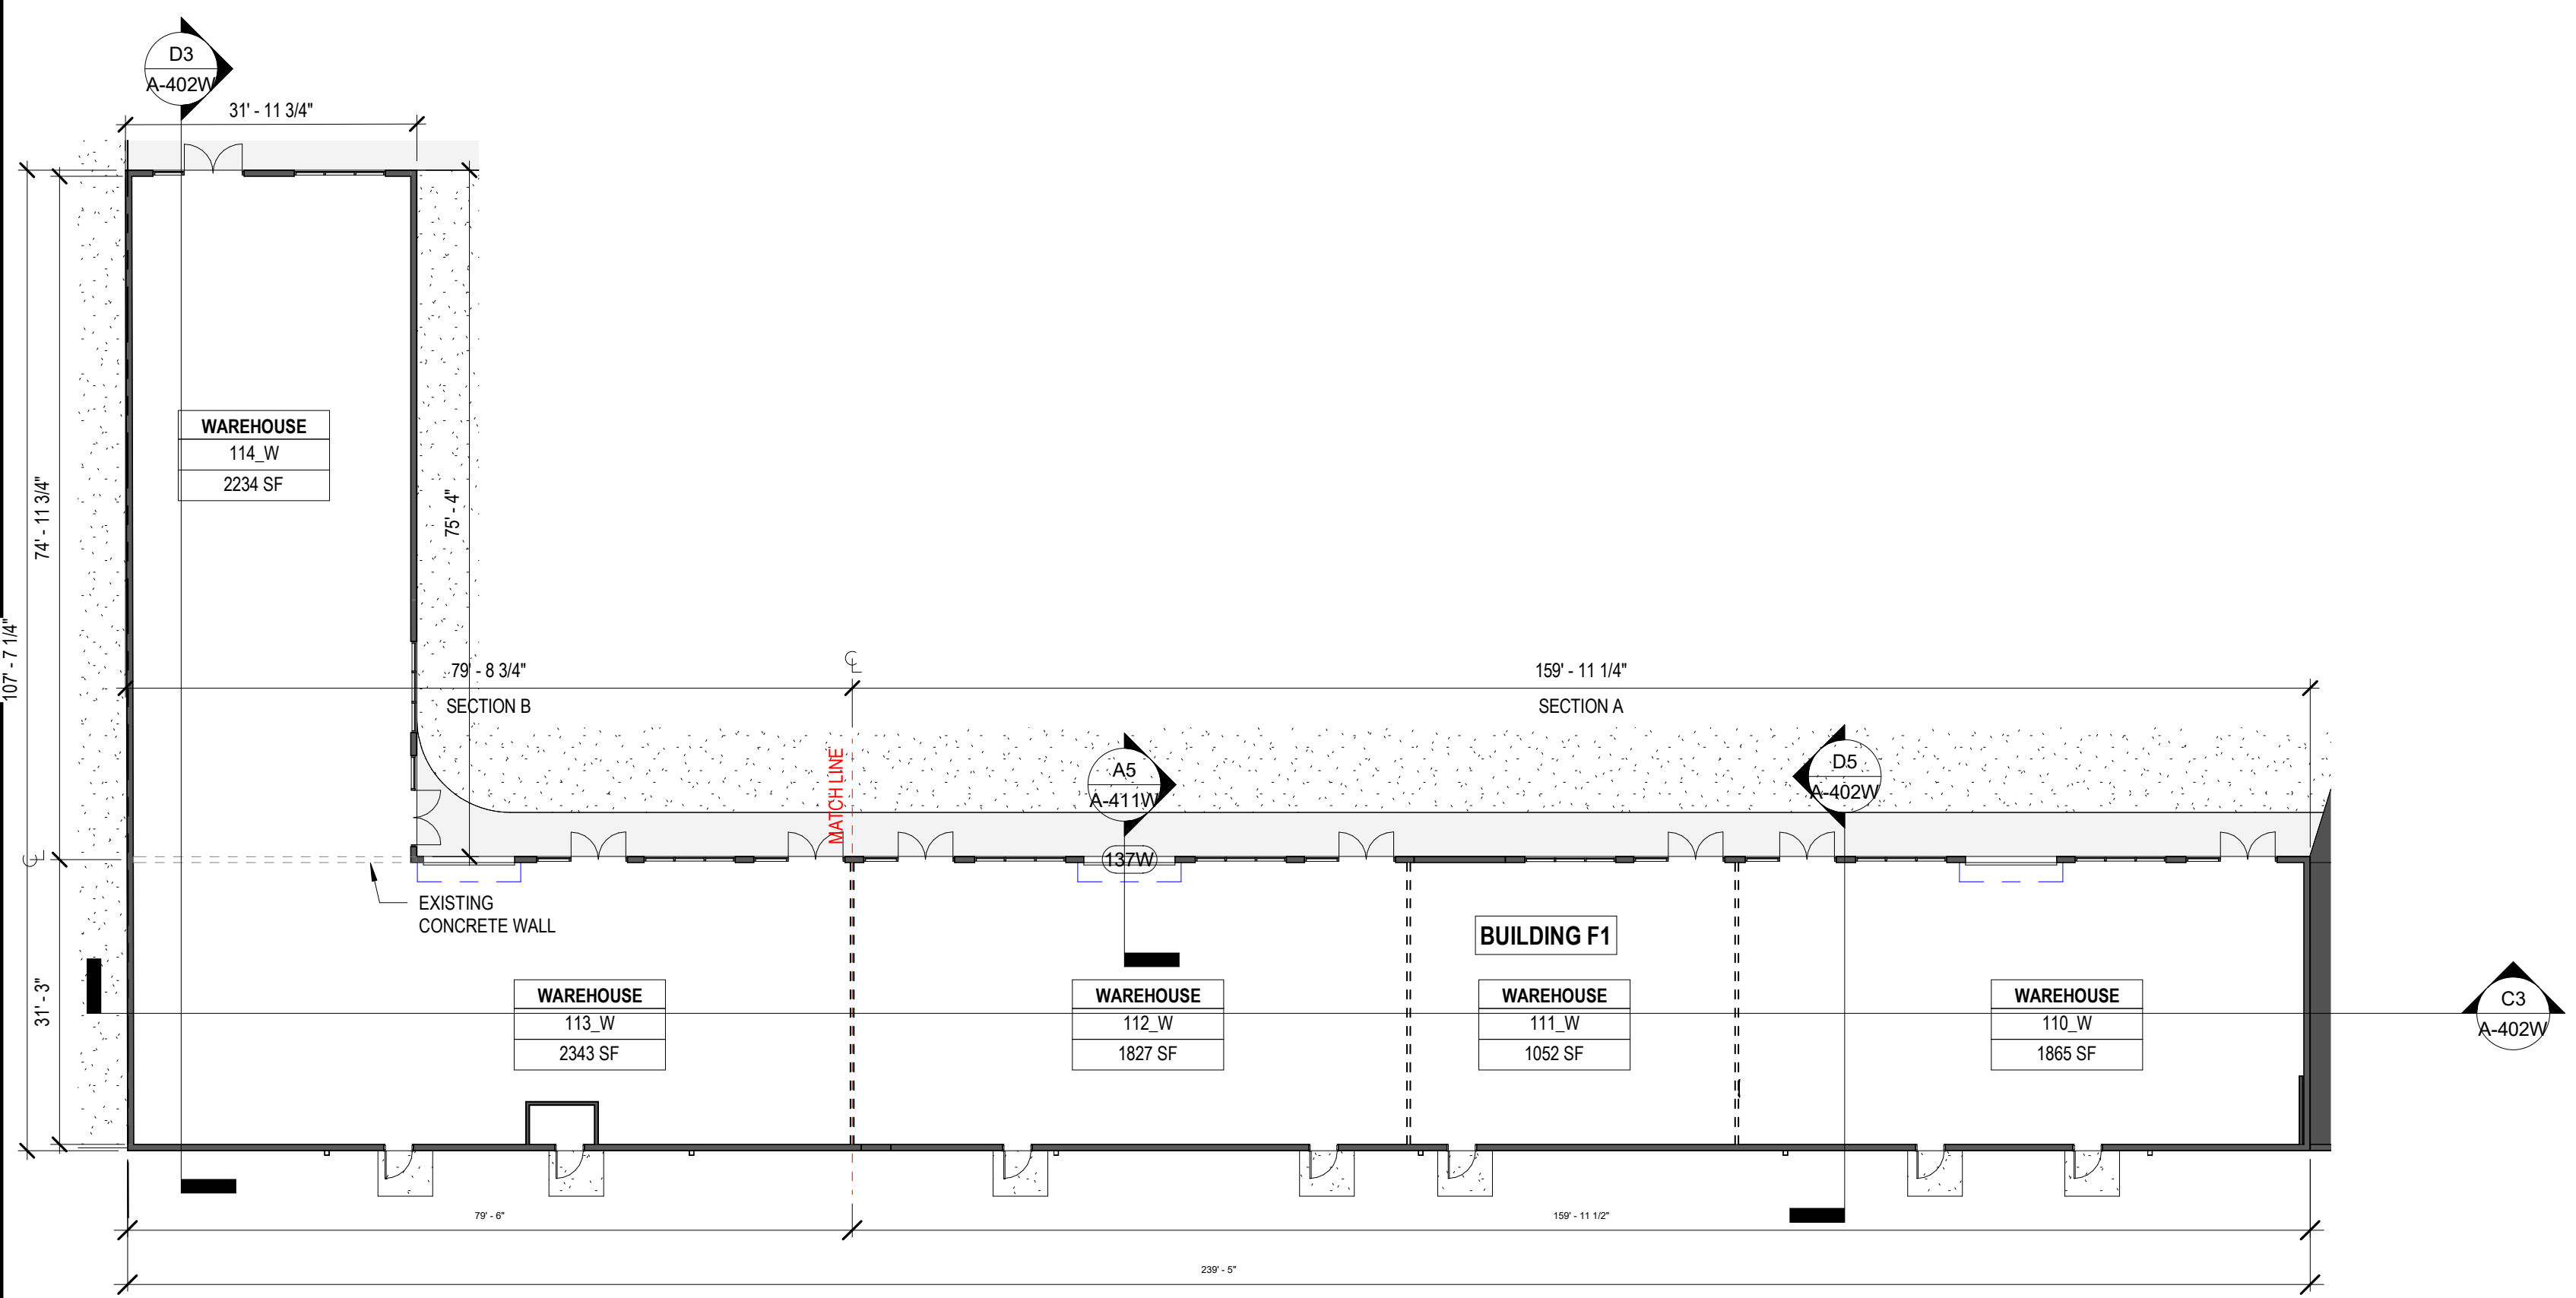 D3
A-402W
31' - 11 3/4"
WAREHOUSE
114_W
2234 SF
74' - 11 3/4"
75' - 4"
107' - 7 1/4"
79' - 8 3/4"
SECTION B
159' - 11 1/4"
SECTION A
MATCH LINE
A5
A-411W
D5
A-402W
137W
EXISTING
CONCRETE WALL
BUILDING F1
31' - 3"
WAREHOUSE
113_W
2343 SF
WAREHOUSE
112_W
1827 SF
WAREHOUSE
111_W
1052 SF
WAREHOUSE
110_W
1865 SF
C3
A-402W
79' - 6"
159' - 11 1/2"
239' - 5"